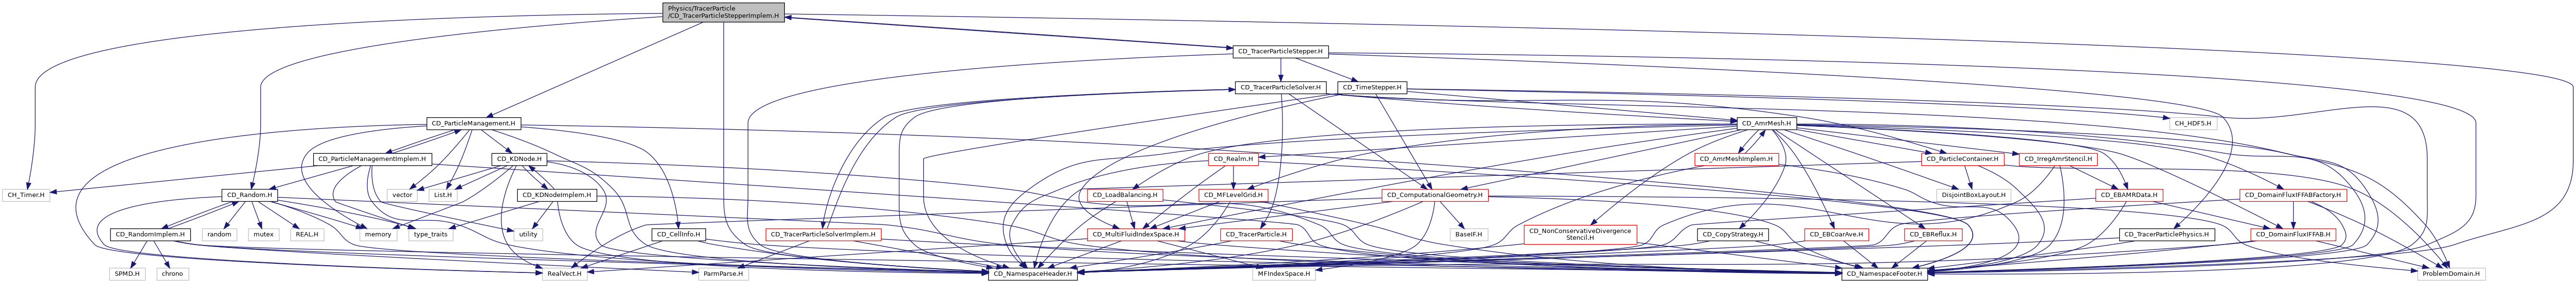 Physics/TracerParticle
/CD_TracerParticleStepperImplem.H
CD_TracerParticleStepper.H
CD_TracerParticleSolver.H
CD_TimeStepper.H
CD_ParticleManagement.H
CD_AmrMesh.H
CH_HDF5.H
CD_ParticleManagementImplem.H
CD_KDNode.H
CD_Realm.H
CD_AmrMeshImplem.H
CD_ParticleContainer.H
CD_IrregAmrStencil.H
CH_Timer.H
CD_Random.H
vector
List.H
CD_KDNodeImplem.H
CD_LoadBalancing.H
CD_MFLevelGrid.H
CD_ComputationalGeometry.H
DisjointBoxLayout.H
CD_EBAMRData.H
CD_DomainFluxIFFABFactory.H
CD_RandomImplem.H
random
mutex
REAL.H
memory
type_traits
utility
CD_CellInfo.H
CD_TracerParticleSolverImplem.H
CD_MultiFluidIndexSpace.H
CD_TracerParticle.H
BaseIF.H
CD_NonConservativeDivergence
Stencil.H
CD_CopyStrategy.H
CD_EBCoarAve.H
CD_EBReflux.H
CD_TracerParticlePhysics.H
CD_DomainFluxIFFAB.H
SPMD.H
chrono
RealVect.H
ParmParse.H
CD_NamespaceHeader.H
MFIndexSpace.H
CD_NamespaceFooter.H
ProblemDomain.H